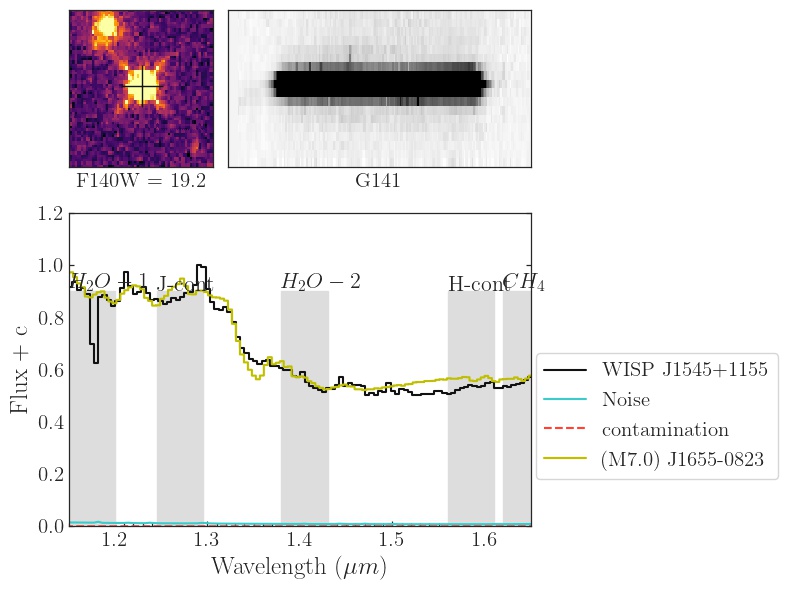 F140W = 19.2
G141
1.2
1.0
0.8
0.6
0.4
0.2
0.0
Flux + c
H₂O − 1
J-cont
H₂O − 2
H-cont
CH₄
1.2
1.3
1.4
1.5
1.6
Wavelength (μm)
WISP J1545+1155
Noise
contamination
(M7.0) J1655-0823